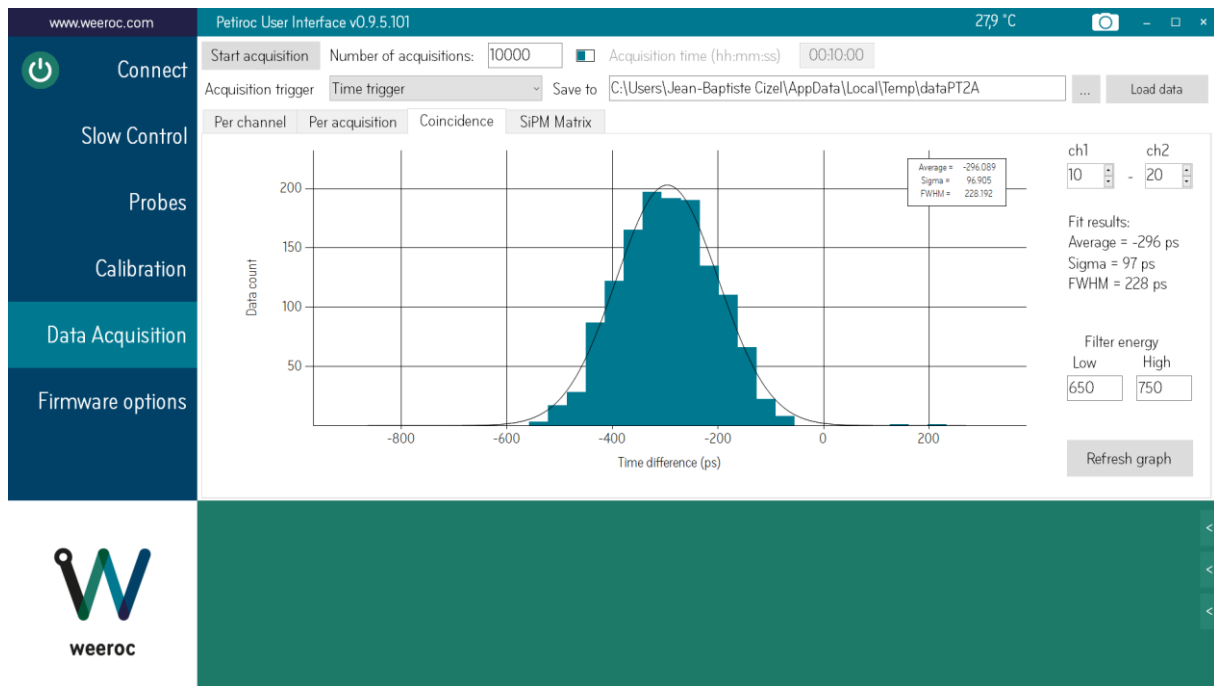 www.weeroc.com
Petiroc User Interface v0.9.5.101
27,9 °C
Connect
Slow Control
Probes
Calibration
Data Acquisition
Firmware options
weeroc
Start acquisition Number of acquisitions: 10000 Acquisition time (hh:mm:ss) 00:10:00
Acquisition trigger Time trigger Save to C:\Users\Jean-Baptiste Cizel\AppData\Local\Temp\dataPT2A ... Load data
Per channel Per acquisition Coincidence SiPM Matrix
Average = -296.089
Sigma = 96.905
FWHM = 228.192
200
150
100
50
Data count
-800 -600 -400 -200 0 200
Time difference (ps)
ch1 ch2
10 - 20
Fit results:
Average = -296 ps
Sigma = 97 ps
FWHM = 228 ps
Filter energy
Low High
650 750
Refresh graph